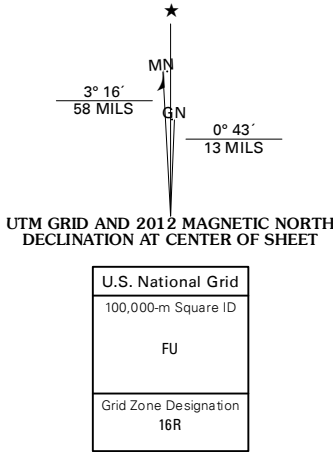 ★
MN
3° 16´
58 MILS
GN
0° 43´
13 MILS
UTM GRID AND 2012 MAGNETIC NORTH
DECLINATION AT CENTER OF SHEET
U.S. National Grid
100,000-m Square ID
FU
Grid Zone Designation
16R